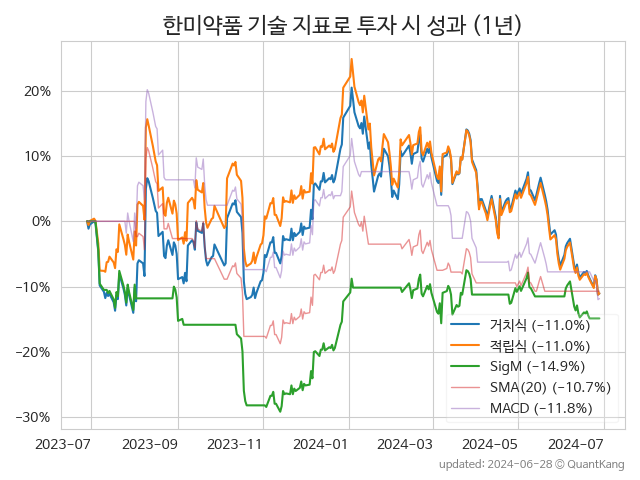 한미약품 기술 지표로 투자 시 성과 (1년)
20%
10%
0%
−10%
−20%
−30%
거치식 (−11.0%)
적립식 (−11.0%)
SigM (−14.9%)
SMA(20) (−10.7%)
MACD (−11.8%)
2023-07 2023-09 2023-11 2024-01 2024-03 2024-05 2024-07
updated: 2024-06-28 © QuantKang